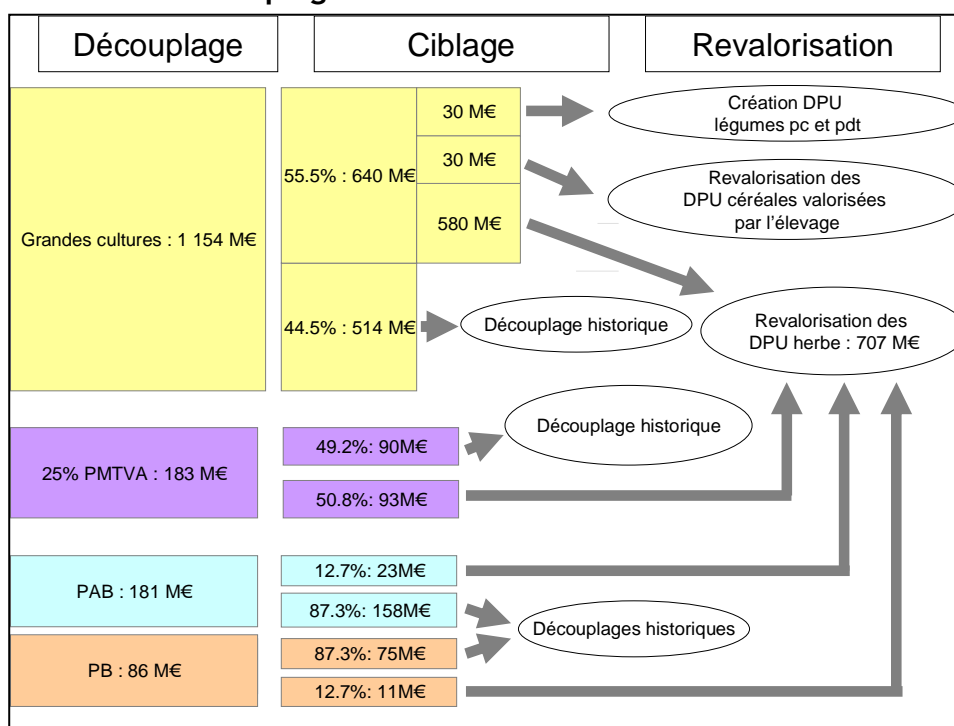 Découplage
Ciblage
Revalorisation
Grandes cultures : 1 154 M€
55.5% : 640 M€
30 M€
30 M€
580 M€
44.5% : 514 M€
Création DPU
légumes pc et pdt
Revalorisation des
DPU céréales valorisées
par l'élevage
Découplage historique
Revalorisation des
DPU herbe : 707 M€
25% PMTVA : 183 M€
49.2%: 90M€
50.8%: 93M€
Découplage historique
PAB : 181 M€
12.7%: 23M€
87.3%: 158M€
Découplages historiques
PB : 86 M€
87.3%: 75M€
12.7%: 11M€